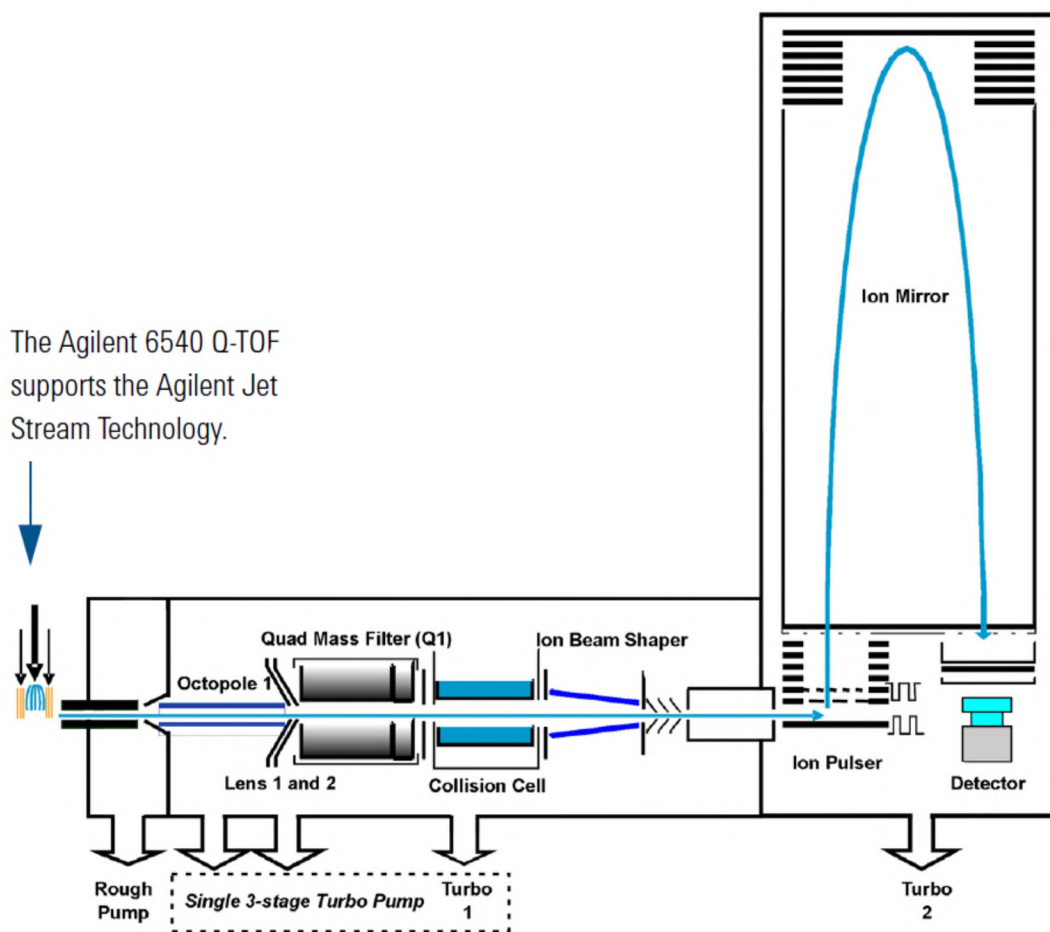 The Agilent 6540 Q-TOF
supports the Agilent Jet
Stream Technology.
Ion Mirror
Quad Mass Filter (Q1)
Ion Beam Shaper
Octopole 1
Lens 1 and 2
Collision Cell
Ion Pulser
Detector
Rough
Pump
Single 3-stage Turbo Pump
Turbo
1
Turbo
2